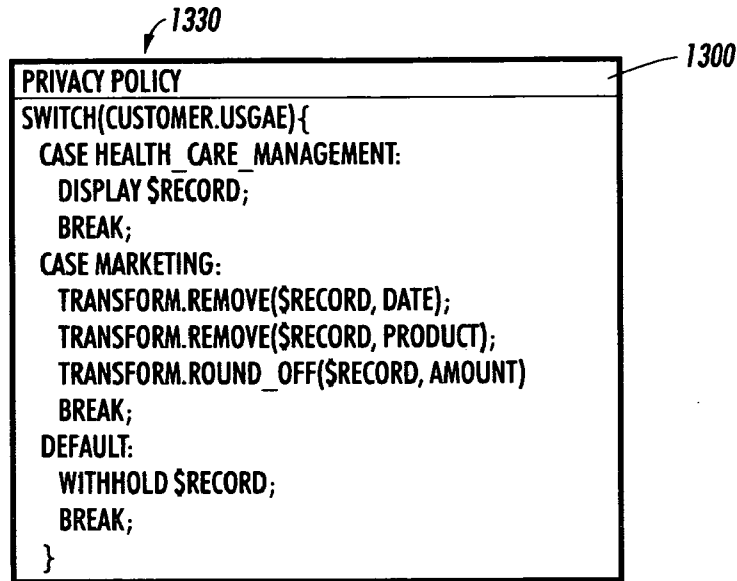 1330
1300
PRIVACY POLICY
SWITCH(CUSTOMER.USGAE){
CASE HEALTH_CARE_MANAGEMENT:
DISPLAY $RECORD;
BREAK;
CASE MARKETING:
TRANSFORM.REMOVE($RECORD, DATE);
TRANSFORM.REMOVE($RECORD, PRODUCT);
TRANSFORM.ROUND_OFF($RECORD, AMOUNT)
BREAK;
DEFAULT:
WITHHOLD $RECORD;
BREAK;
}